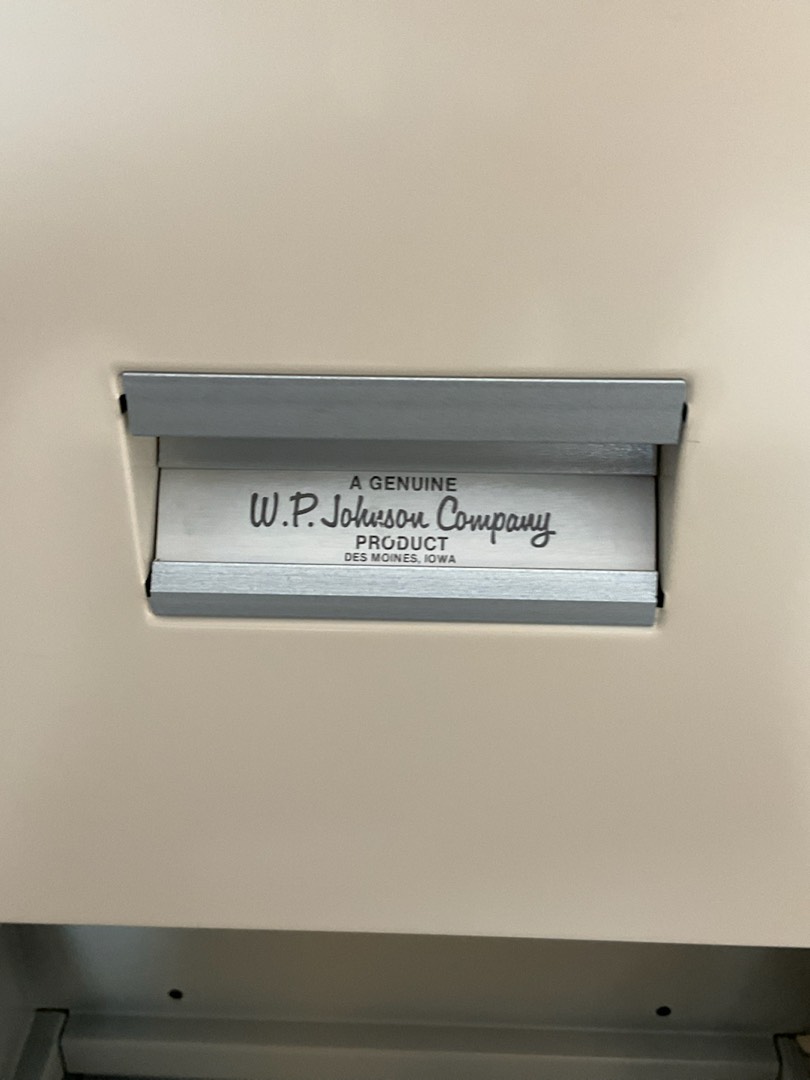 A GENUINE
W.P. Johnson Company
PRODUCT
DES MOINES, IOWA